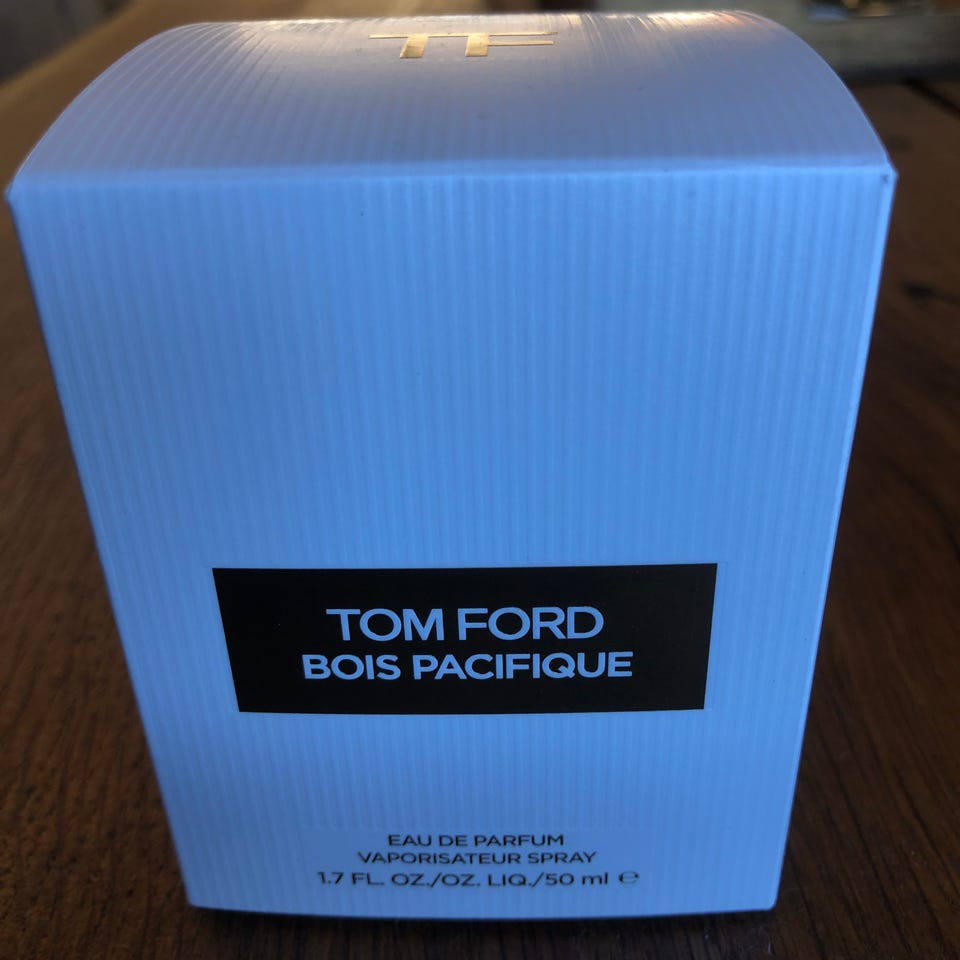 TF
TOM FORD
BOIS PACIFIQUE
EAU DE PARFUM
VAPORISATEUR SPRAY
1.7 FL. OZ./OZ. LIQ./50 ml ℮